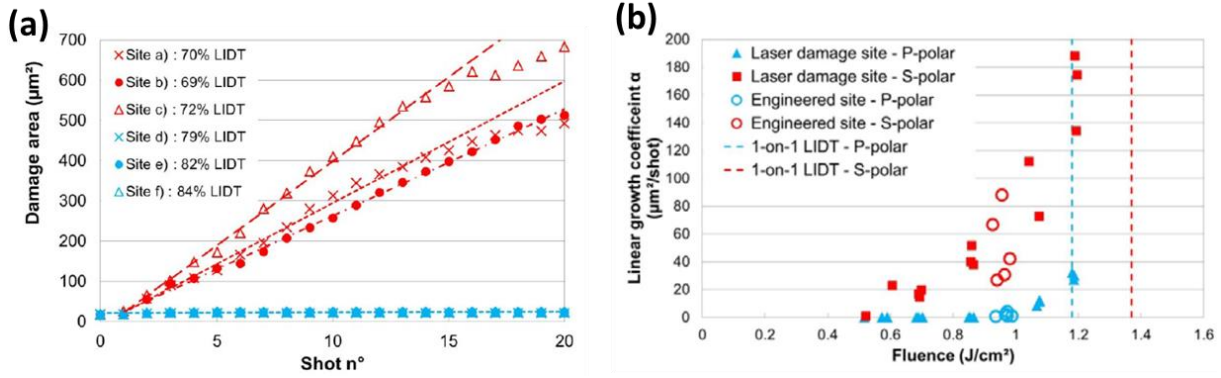 (a)
700
600
500
400
300
200
100
0
Damage area (µm²)
Site a) : 70% LIDT
Site b) : 69% LIDT
Site c) : 72% LIDT
Site d) : 79% LIDT
Site e) : 82% LIDT
Site f) : 84% LIDT
0 5 10 15 20
Shot n°
(b)
200
180
160
140
120
100
80
60
40
20
0
Linear growth coefficeint α
(µm²/shot)
Laser damage site - P-polar
Laser damage site - S-polar
Engineered site - P-polar
Engineered site - S-polar
1-on-1 LIDT - P-polar
1-on-1 LIDT - S-polar
0 0.2 0.4 0.6 0.8 1 1.2 1.4 1.6
Fluence (J/cm²)